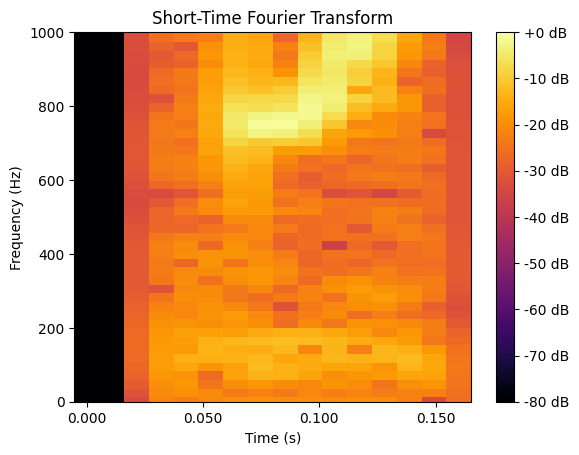 Short-Time Fourier Transform
Frequency (Hz)
1000
800
600
400
200
0
0.000
0.050
0.100
0.150
Time (s)
+0 dB
-10 dB
-20 dB
-30 dB
-40 dB
-50 dB
-60 dB
-70 dB
-80 dB